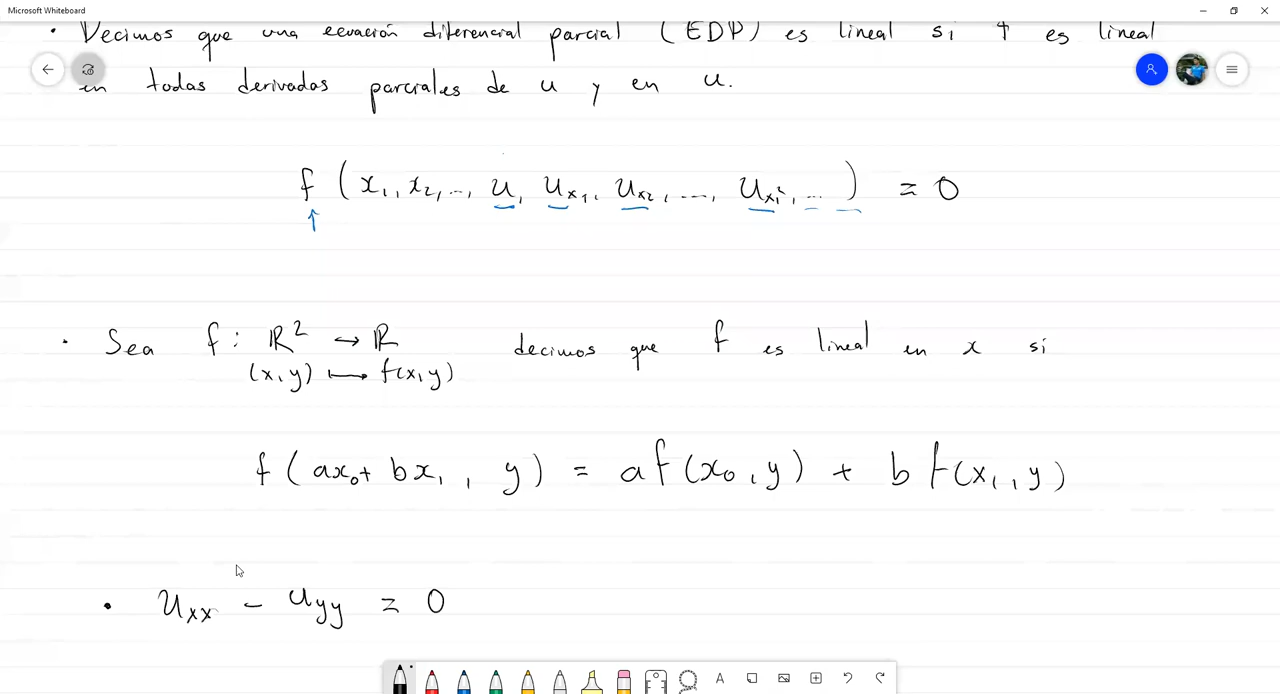 Microsoft Whiteboard
• Decimos que una ecuación diferencial parcial (EDP) es lineal si f es lineal
en todas derivadas parciales de u y en u.
f (x₁, x₂, ..., u, uₓ₁, uₓ₂, ..., uₓ₁², ... ) = 0
↑
• Sea f : ℝ² → ℝ decimos que f es lineal en x si
(x,y) ⟼ f(x,y)
f(ax₀ + bx₁, y) = af(x₀, y) + bf(x₁, y)
• uₓₓ - u_yy = 0
A